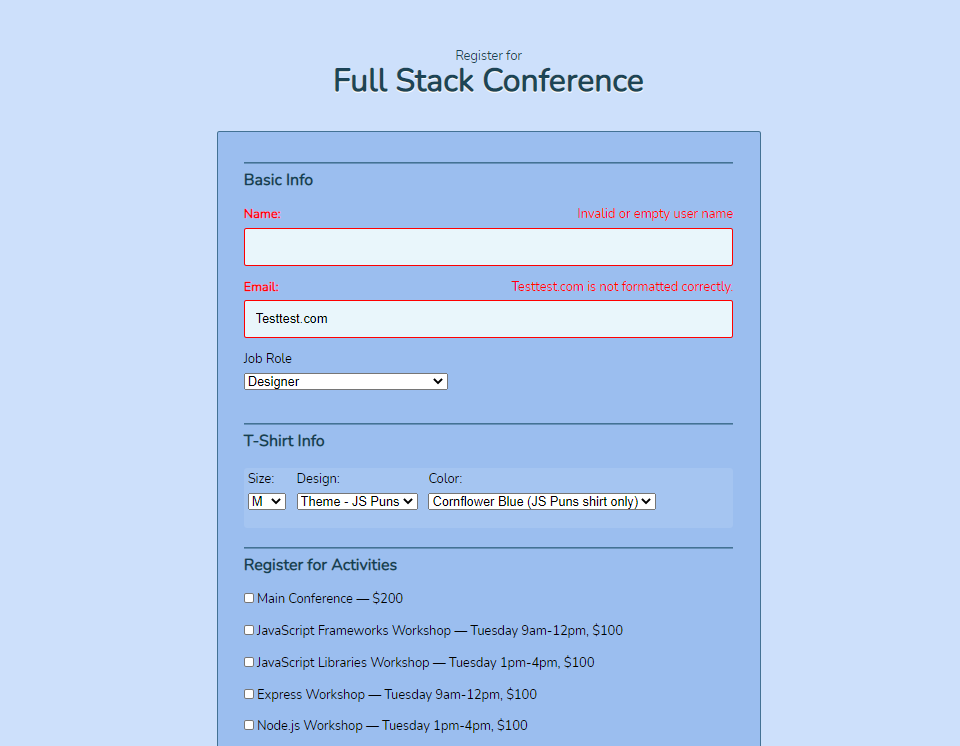 Register for
Full Stack Conference
Basic Info
Name: Invalid or empty user name
Email: Testtest.com is not formatted correctly.
Testtest.com
Job Role
Designer
T-Shirt Info
Size: Design: Color:
M Theme - JS Puns Cornflower Blue (JS Puns shirt only)
Register for Activities
Main Conference — $200
JavaScript Frameworks Workshop — Tuesday 9am-12pm, $100
JavaScript Libraries Workshop — Tuesday 1pm-4pm, $100
Express Workshop — Tuesday 9am-12pm, $100
Node.js Workshop — Tuesday 1pm-4pm, $100